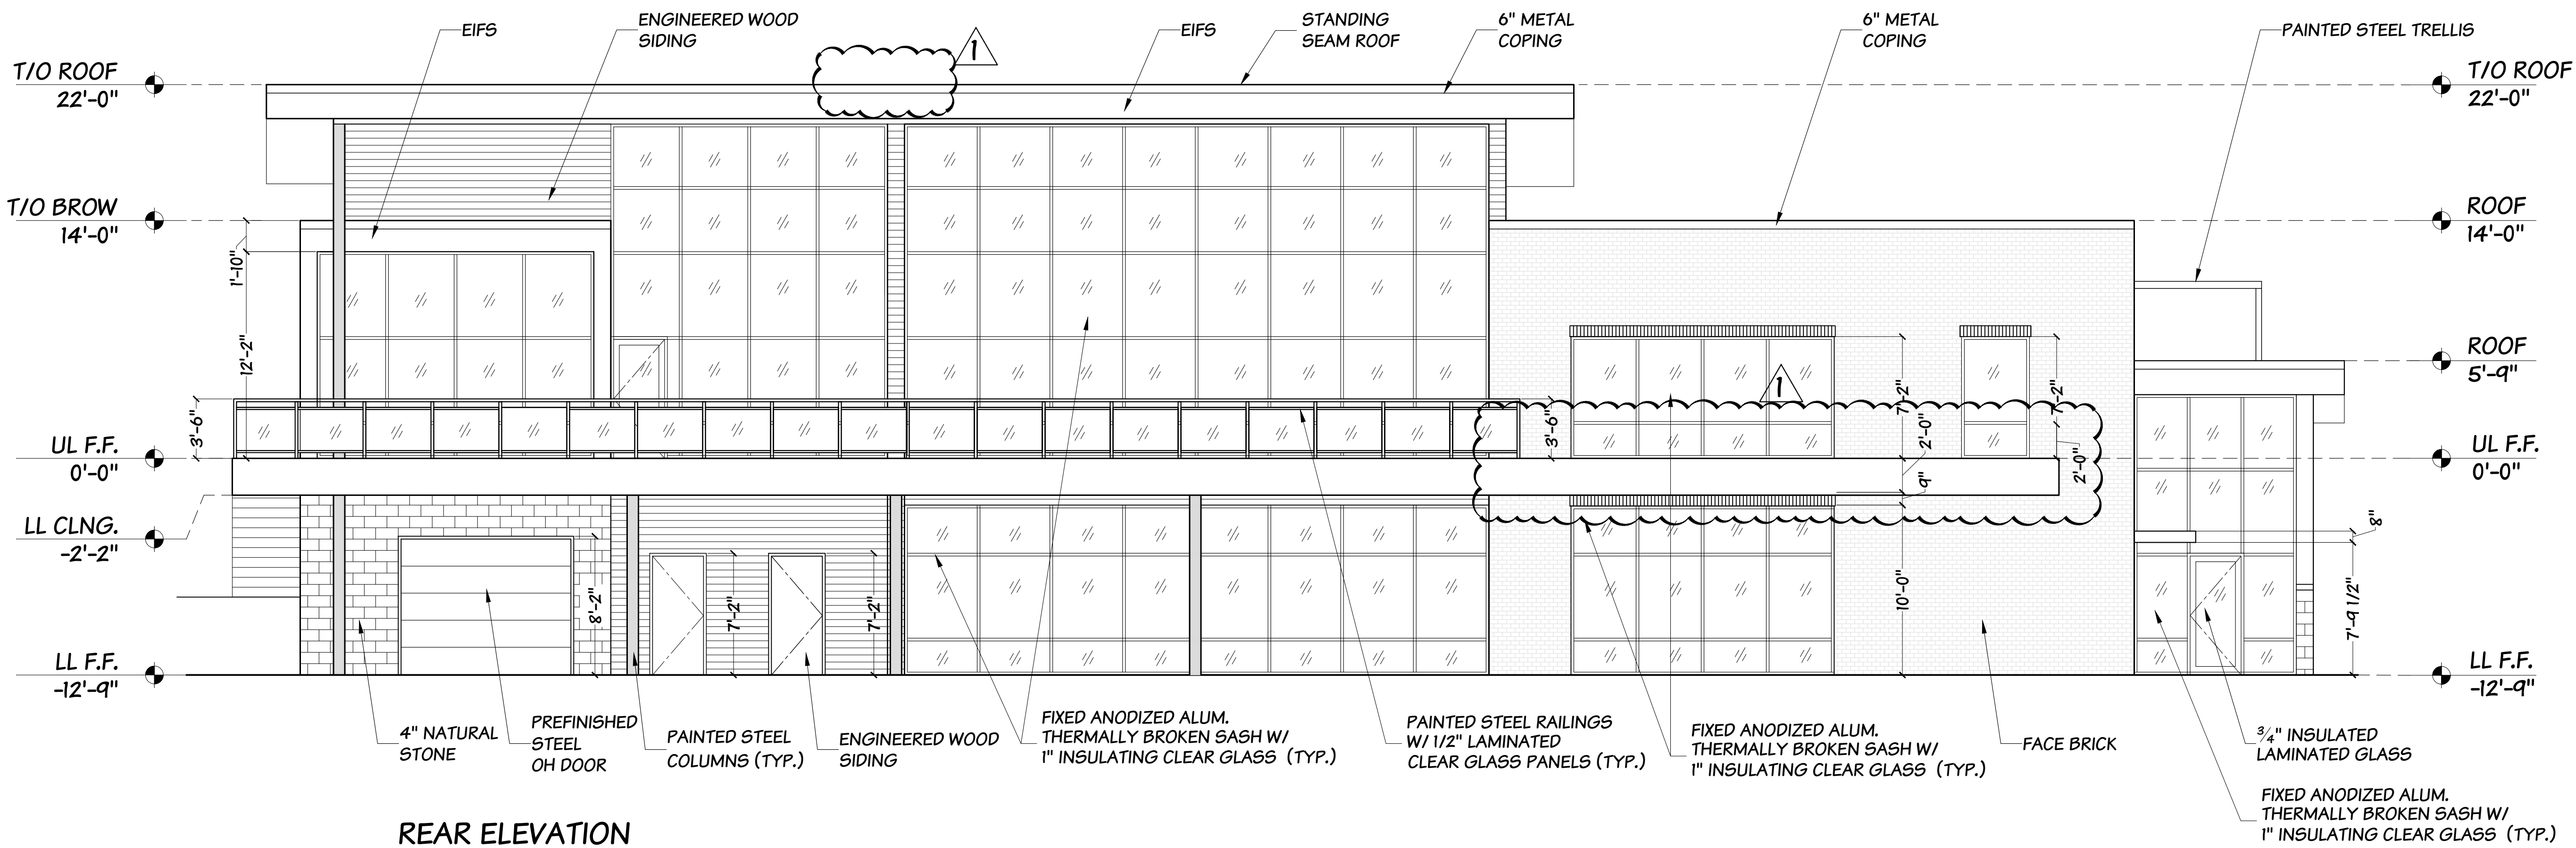 EIFS
ENGINEERED WOOD
SIDING
1
EIFS
STANDING
SEAM ROOF
6" METAL
COPING
6" METAL
COPING
PAINTED STEEL TRELLIS
T/O ROOF
22'-0"
T/O ROOF
22'-0"
T/O BROW
14'-0"
ROOF
14'-0"
1'-10"
12'-2"
ROOF
5'-9"
3'-6"
3'-6"
1
7'-2"
7'-2"
2'-0"
2'-0"
9"
UL F.F.
0'-0"
UL F.F.
0'-0"
LL CLNG.
-2'-2"
8"
8'-2"
7'-2"
7'-2"
10'-0"
7'-9 1/2"
LL F.F.
-12'-9"
LL F.F.
-12'-9"
4" NATURAL
STONE
PREFINISHED
STEEL
OH DOOR
PAINTED STEEL
COLUMNS (TYP.)
ENGINEERED WOOD
SIDING
FIXED ANODIZED ALUM.
THERMALLY BROKEN SASH W/
1" INSULATING CLEAR GLASS (TYP.)
PAINTED STEEL RAILINGS
W/ 1/2" LAMINATED
CLEAR GLASS PANELS (TYP.)
FIXED ANODIZED ALUM.
THERMALLY BROKEN SASH W/
1" INSULATING CLEAR GLASS (TYP.)
FACE BRICK
3/4" INSULATED
LAMINATED GLASS
FIXED ANODIZED ALUM.
THERMALLY BROKEN SASH W/
1" INSULATING CLEAR GLASS (TYP.)
REAR ELEVATION